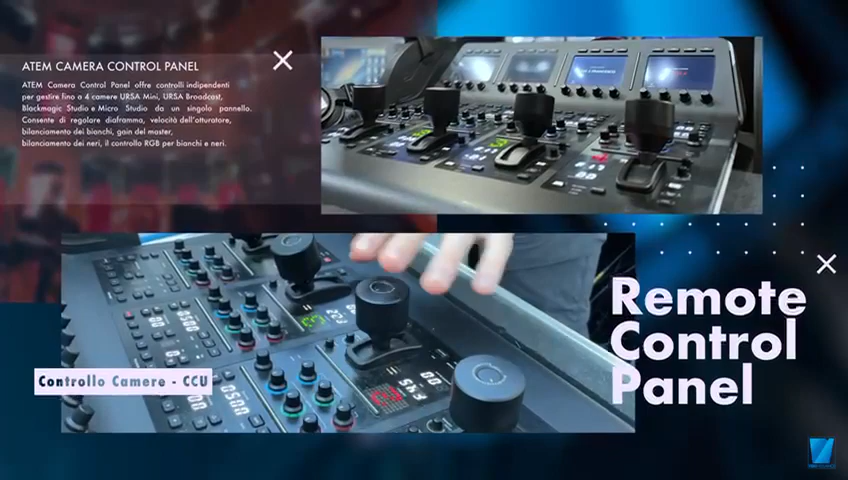 ATEM CAMERA CONTROL PANEL
ATEM Camera Control Panel offre controlli indipendenti
per gestire fino a 4 camere URSA Mini, URSA Broadcast,
Blackmagic Studio e Micro Studio da un singolo pannello.
Consente di regolare diaframma, velocità dell'otturatore,
bilanciamento dei bianchi, gain del master,
bilanciamento dei neri, il controllo RGB per bianchi e neri.
Remote
Control
Panel
Controllo Camere - CCU